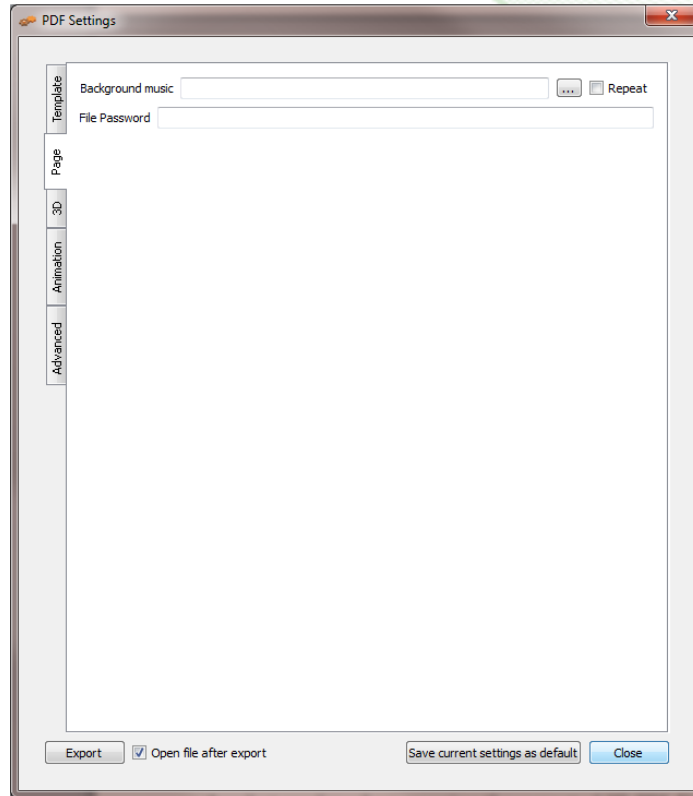 PDF Settings
Template
Background music ... Repeat
File Password
Page
3D
Animation
Advanced
Export Open file after export Save current settings as default Close